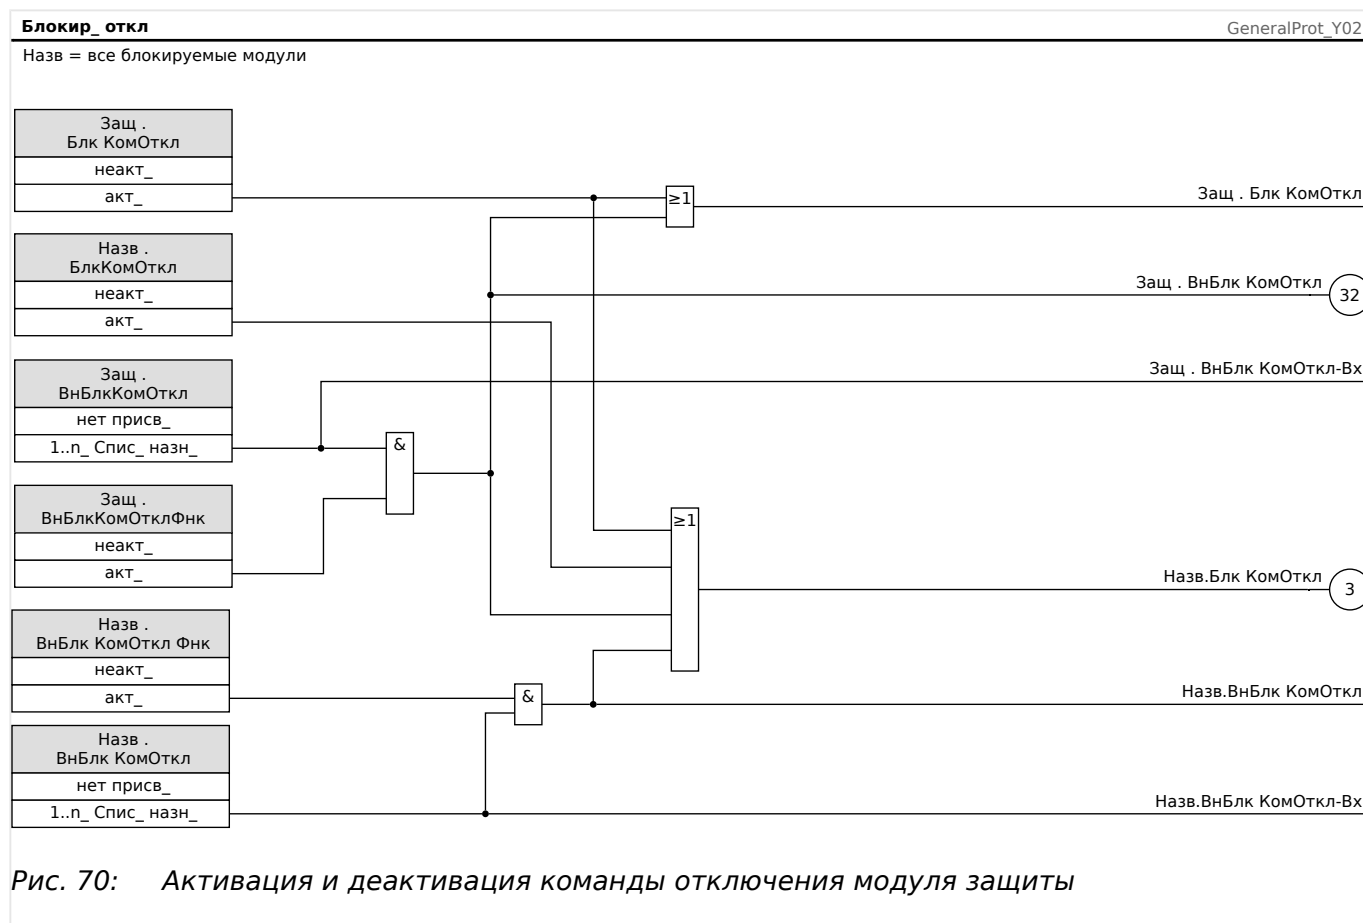 Блокир_ откл
GeneralProt_Y02
Назв = все блокируемые модули
Защ .
Блк КомОткл
неакт_
акт_
≥1
Защ . Блк КомОткл
Назв .
БлкКомОткл
неакт_
акт_
Защ . ВнБлк КомОткл
32
Защ .
ВнБлкКомОткл
нет присв_
1..n_ Спис_ назн_
Защ . ВнБлк КомОткл-Вх
&
Защ .
ВнБлкКомОтклФнк
неакт_
акт_
≥1
Назв.Блк КомОткл
3
Назв .
ВнБлк КомОткл Фнк
неакт_
акт_
&
Назв.ВнБлк КомОткл
Назв .
ВнБлк КомОткл
нет присв_
1..n_ Спис_ назн_
Назв.ВнБлк КомОткл-Вх
Рис. 70: Активация и деактивация команды отключения модуля защиты